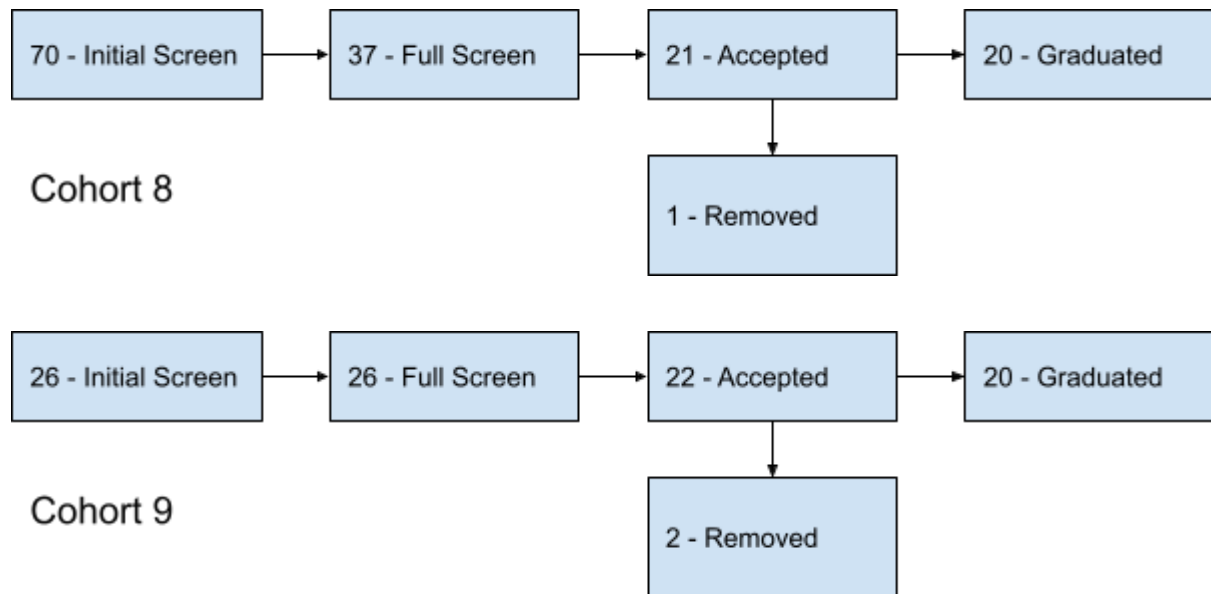 70 - Initial Screen
37 - Full Screen
21 - Accepted
20 - Graduated
Cohort 8
1 - Removed
26 - Initial Screen
26 - Full Screen
22 - Accepted
20 - Graduated
Cohort 9
2 - Removed